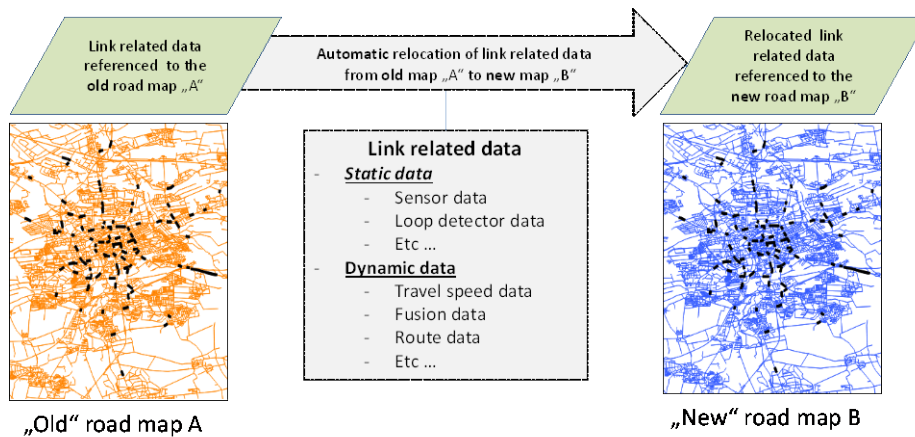 Link related data
referenced to the
old road map „A"
Automatic relocation of link related data
from old map „A" to new map „B"
Relocated link
related data
referenced to the
new road map „B"
Link related data
- Static data
- Sensor data
- Loop detector data
- Etc ...
- Dynamic data
- Travel speed data
- Fusion data
- Route data
- Etc ...
„Old“ road map A
„New“ road map B